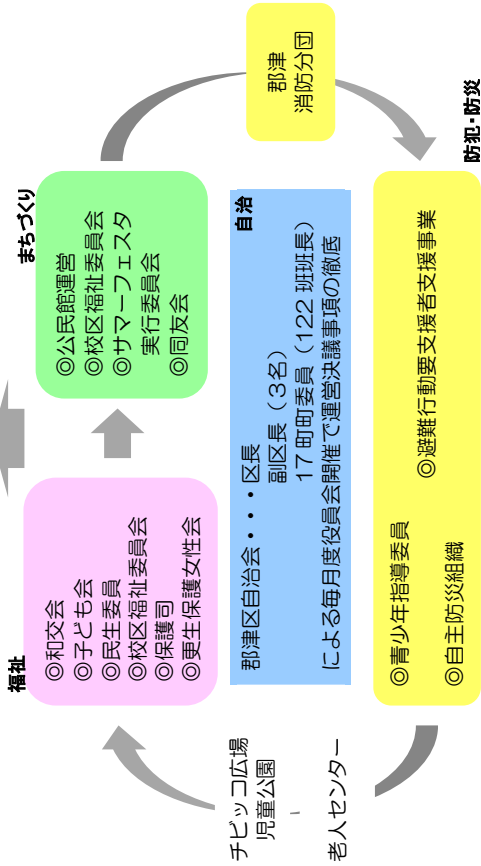 福祉
◎和交会
◎子ども会
◎民生委員
◎校区福祉委員会
◎保護司
◎更生保護女性会
まちづくり
◎公民館運営
◎校区福祉委員会
◎サマーフェスタ
実行委員会
◎同友会
チビッコ広場
児童公園
老人センター
自治
郡津区自治会・・・区長
副区長（3名）
17町町委員（122班班長）
による毎月度役員会開催で運営決議事項の徹底
郡津
消防分団
防犯・防災
◎青少年指導委員
◎避難行動要支援者支援事業
◎自主防災組織